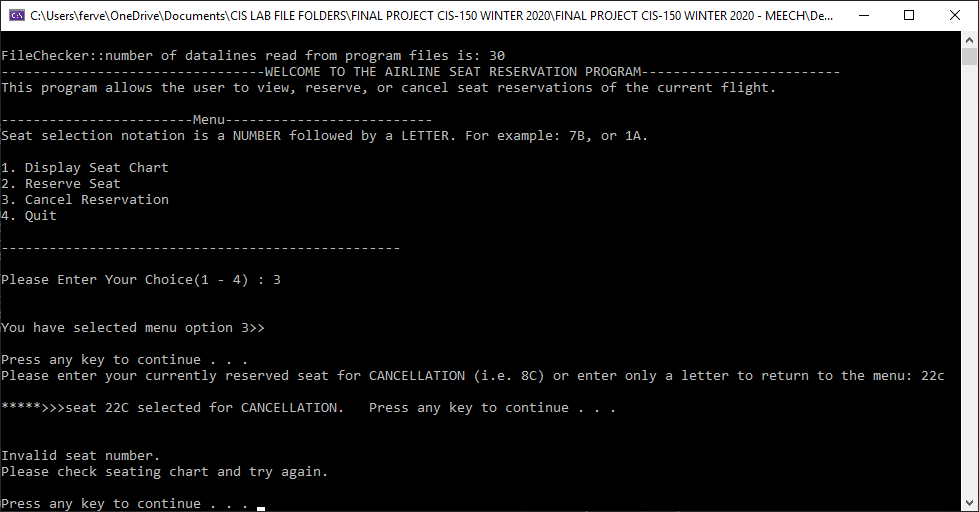 C:\Users\ferve\OneDrive\Documents\CIS LAB FILE FOLDERS\FINAL PROJECT CIS-150 WINTER 2020\FINAL PROJECT CIS-150 WINTER 2020 - MEECH\De...
FileChecker::number of datalines read from program files is: 30
---------------------------------WELCOME TO THE AIRLINE SEAT RESERVATION PROGRAM-------------------------
This program allows the user to view, reserve, or cancel seat reservations of the current flight.
------------------------Menu--------------------------
Seat selection notation is a NUMBER followed by a LETTER. For example: 7B, or 1A.
1. Display Seat Chart
2. Reserve Seat
3. Cancel Reservation
4. Quit
--------------------------------------------------
Please Enter Your Choice(1 - 4) : 3
You have selected menu option 3>>
Press any key to continue . . .
Please enter your currently reserved seat for CANCELLATION (i.e. 8C) or enter only a letter to return to the menu: 22c
*****>>>seat 22C selected for CANCELLATION.   Press any key to continue . . .
Invalid seat number.
Please check seating chart and try again.
Press any key to continue . . .